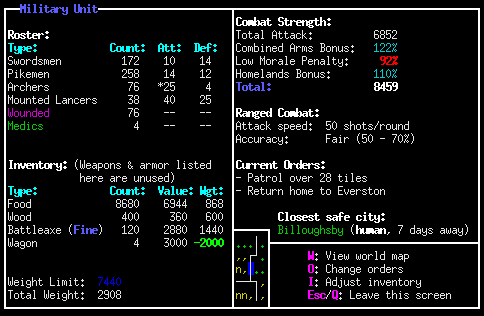 Military Unit
Roster:
Type: Count: Att: Def:
Swordsmen 172 10 14
Pikemen 258 14 12
Archers 76 *25 4
Mounted Lancers 38 40 25
Wounded 76 -- --
Medics 4 -- --
Inventory: (Weapons & armor listed
here are unused)
Type: Count: Value: Wgt:
Food 8680 6944 868
Wood 400 360 600
Battleaxe (Fine) 120 2880 1440
Wagon 4 3000 -2000
Weight Limit: 7440
Total Weight: 2908
Combat Strength:
Total Attack: 6852
Combined Arms Bonus: 122%
Low Morale Penalty: 92%
Homelands Bonus: 110%
Total: 8459
Ranged Combat:
Attack speed: 50 shots/round
Accuracy: Fair (50 - 70%)
Current Orders:
- Patrol over 28 tiles
- Return home to Everston
Closest safe city:
Billoughsby (human, 7 days away)
W: View world map
O: Change orders
I: Adjust inventory
Esc/Q: Leave this screen